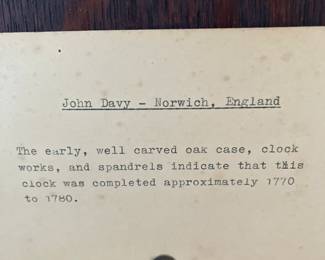 John Davy - Norwich, England
The early, well carved oak case, clock
works, and spandrels indicate that this
clock was completed approximately 1770
to 1780.